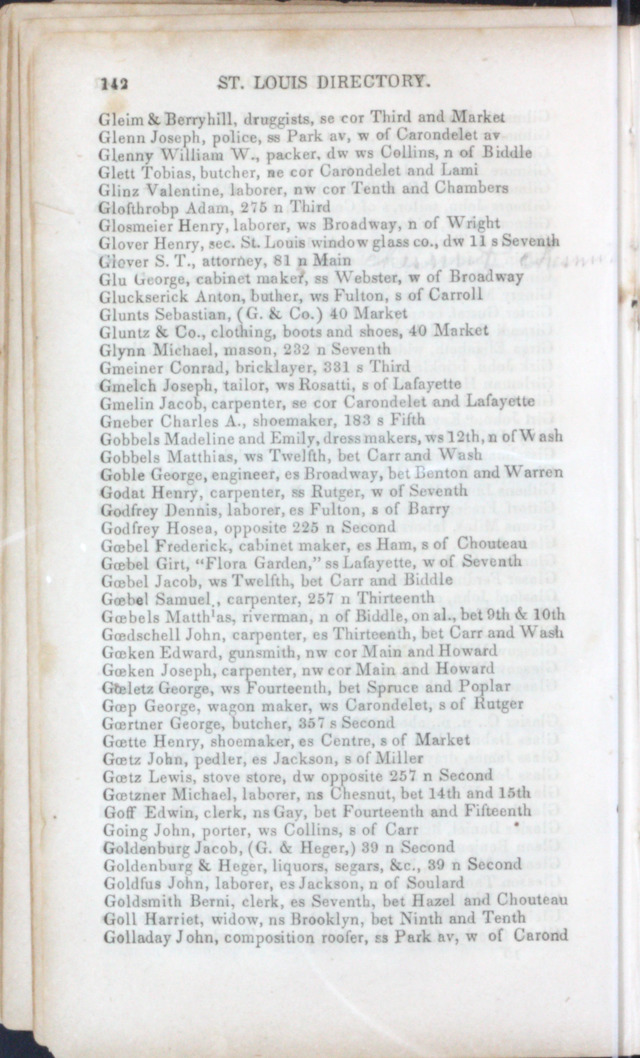 142 ST. LOUIS DIRECTORY.
Gleim & Berryhill, druggists, se cor Third and Market
Glenn Joseph, police, ss Park av, w of Carondelet av
Glenny William W., packer, dw ws Collins, n of Biddle
Glett Tobias, butcher, ne cor Carondelet and Lami
Glinz Valentine, laborer, nw cor Tenth and Chambers
Glofthrobp Adam, 275 n Third
Glosmeier Henry, laborer, ws Broadway, n of Wright
Glover Henry, sec. St. Louis window glass co., dw 11 s Seventh
Glover S. T., attorney, 81 n Main
Glu George, cabinet maker, ss Webster, w of Broadway
Gluckserick Anton, buther, ws Fulton, s of Carroll
Glunts Sebastian, (G. & Co.) 40 Market
Gluntz & Co., clothing, boots and shoes, 40 Market
Glynn Michael, mason, 232 n Seventh
Gmeiner Conrad, bricklayer, 331 s Third
Gmelch Joseph, tailor, ws Rosatti, s of Lafayette
Gmelin Jacob, carpenter, se cor Carondelet and Lafayette
Gneber Charles A., shoemaker, 183 s Fifth
Gobbels Madeline and Emily, dressmakers, ws 12th, n of Wash
Gobbels Matthias, ws Twelfth, bet Carr and Wash
Goble George, engineer, es Broadway, bet Benton and Warren
Godat Henry, carpenter, ss Rutger, w of Seventh
Godfrey Dennis, laborer, es Fulton, s of Barry
Godfrey Hosea, opposite 225 n Second
Gœbel Frederick, cabinet maker, es Ham, s of Chouteau
Gœbel Girt, “Flora Garden,” ss Lafayette, w of Seventh
Gœbel Jacob, ws Twelfth, bet Carr and Biddle
Gœbel Samuel, carpenter, 257 n Thirteenth
Gœbels Matthias, riverman, n of Biddle, on al., bet 9th & 10th
Gœdschell John, carpenter, es Thirteenth, bet Carr and Wash
Gœken Edward, gunsmith, nw cor Main and Howard
Gœken Joseph, carpenter, nw cor Main and Howard
Gœletz George, ws Fourteenth, bet Spruce and Poplar
Gœp George, wagon maker, ws Carondelet, s of Rutger
Gœrtner George, butcher, 357 s Second
Gœtte Henry, shoemaker, es Centre, s of Market
Gœtz John, pedler, es Jackson, s of Miller
Gœtz Lewis, stove store, dw opposite 257 n Second
Gœtzner Michael, laborer, ns Chesnut, bet 14th and 15th
Goff Edwin, clerk, ns Gay, bet Fourteenth and Fifteenth
Going John, porter, ws Collins, s of Carr
Goldenburg Jacob, (G. & Heger,) 39 n Second
Goldenburg & Heger, liquors, segars, &c., 39 n Second
Goldfus John, laborer, es Jackson, n of Soulard
Goldsmith Berni, clerk, es Seventh, bet Hazel and Chouteau
Goll Harriet, widow, ns Brooklyn, bet Ninth and Tenth
Golladay John, composition roofer, ss Park av, w of Carond